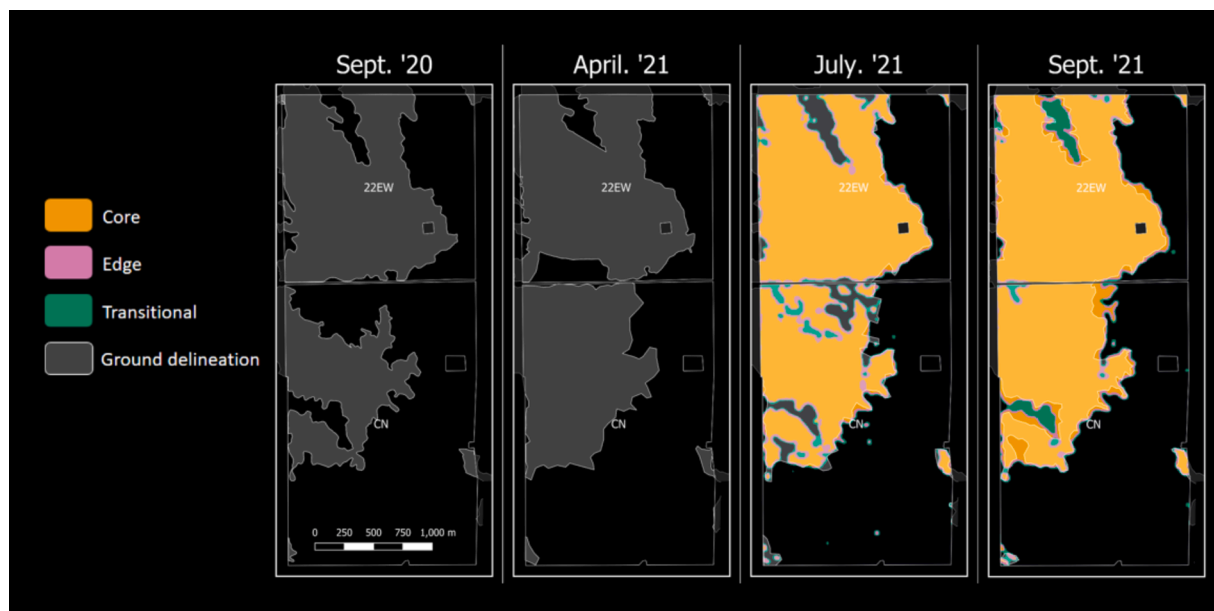 Sept. '20
April. '21
July. '21
Sept. '21
Core
Edge
Transitional
Ground delineation
22EW
22EW
22EW
22EW
CN
CN
CN
CN
0 250 500 750 1,000 m